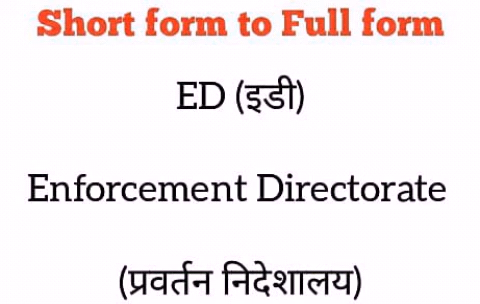 Short form to Full form
ED (इडी)
Enforcement Directorate
(प्रवर्तन निदेशालय)